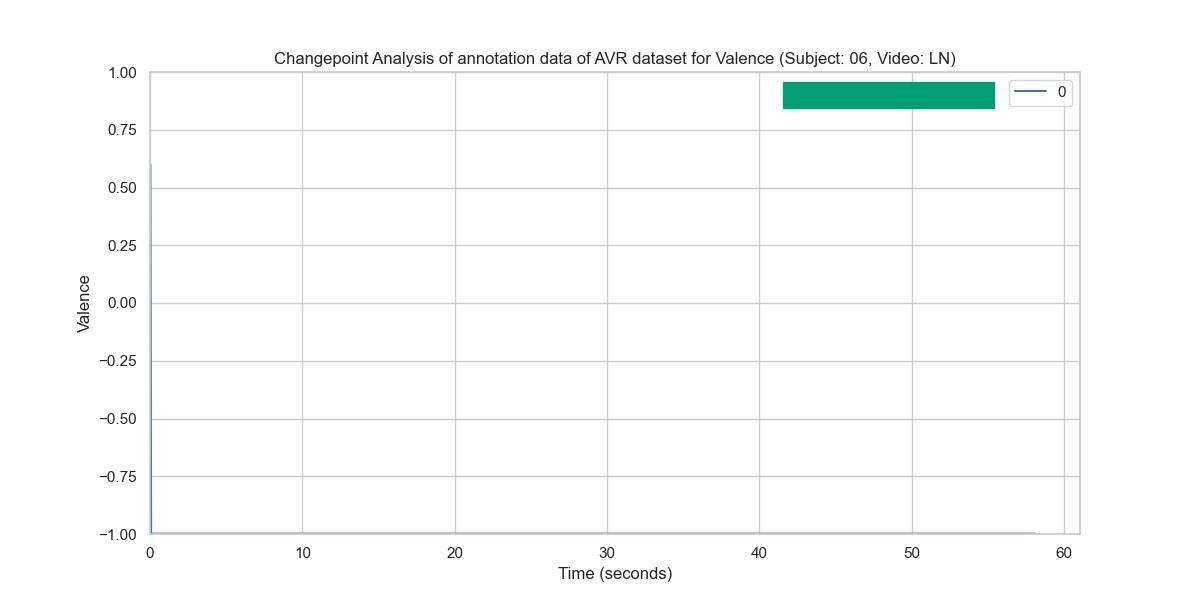 Changepoint Analysis of annotation data of AVR dataset for Valence (Subject: 06, Video: LN)
1.00
0
0.75
0.50
0.25
0.00
−0.25
−0.50
−0.75
−1.00
Valence
0 10 20 30 40 50 60
Time (seconds)